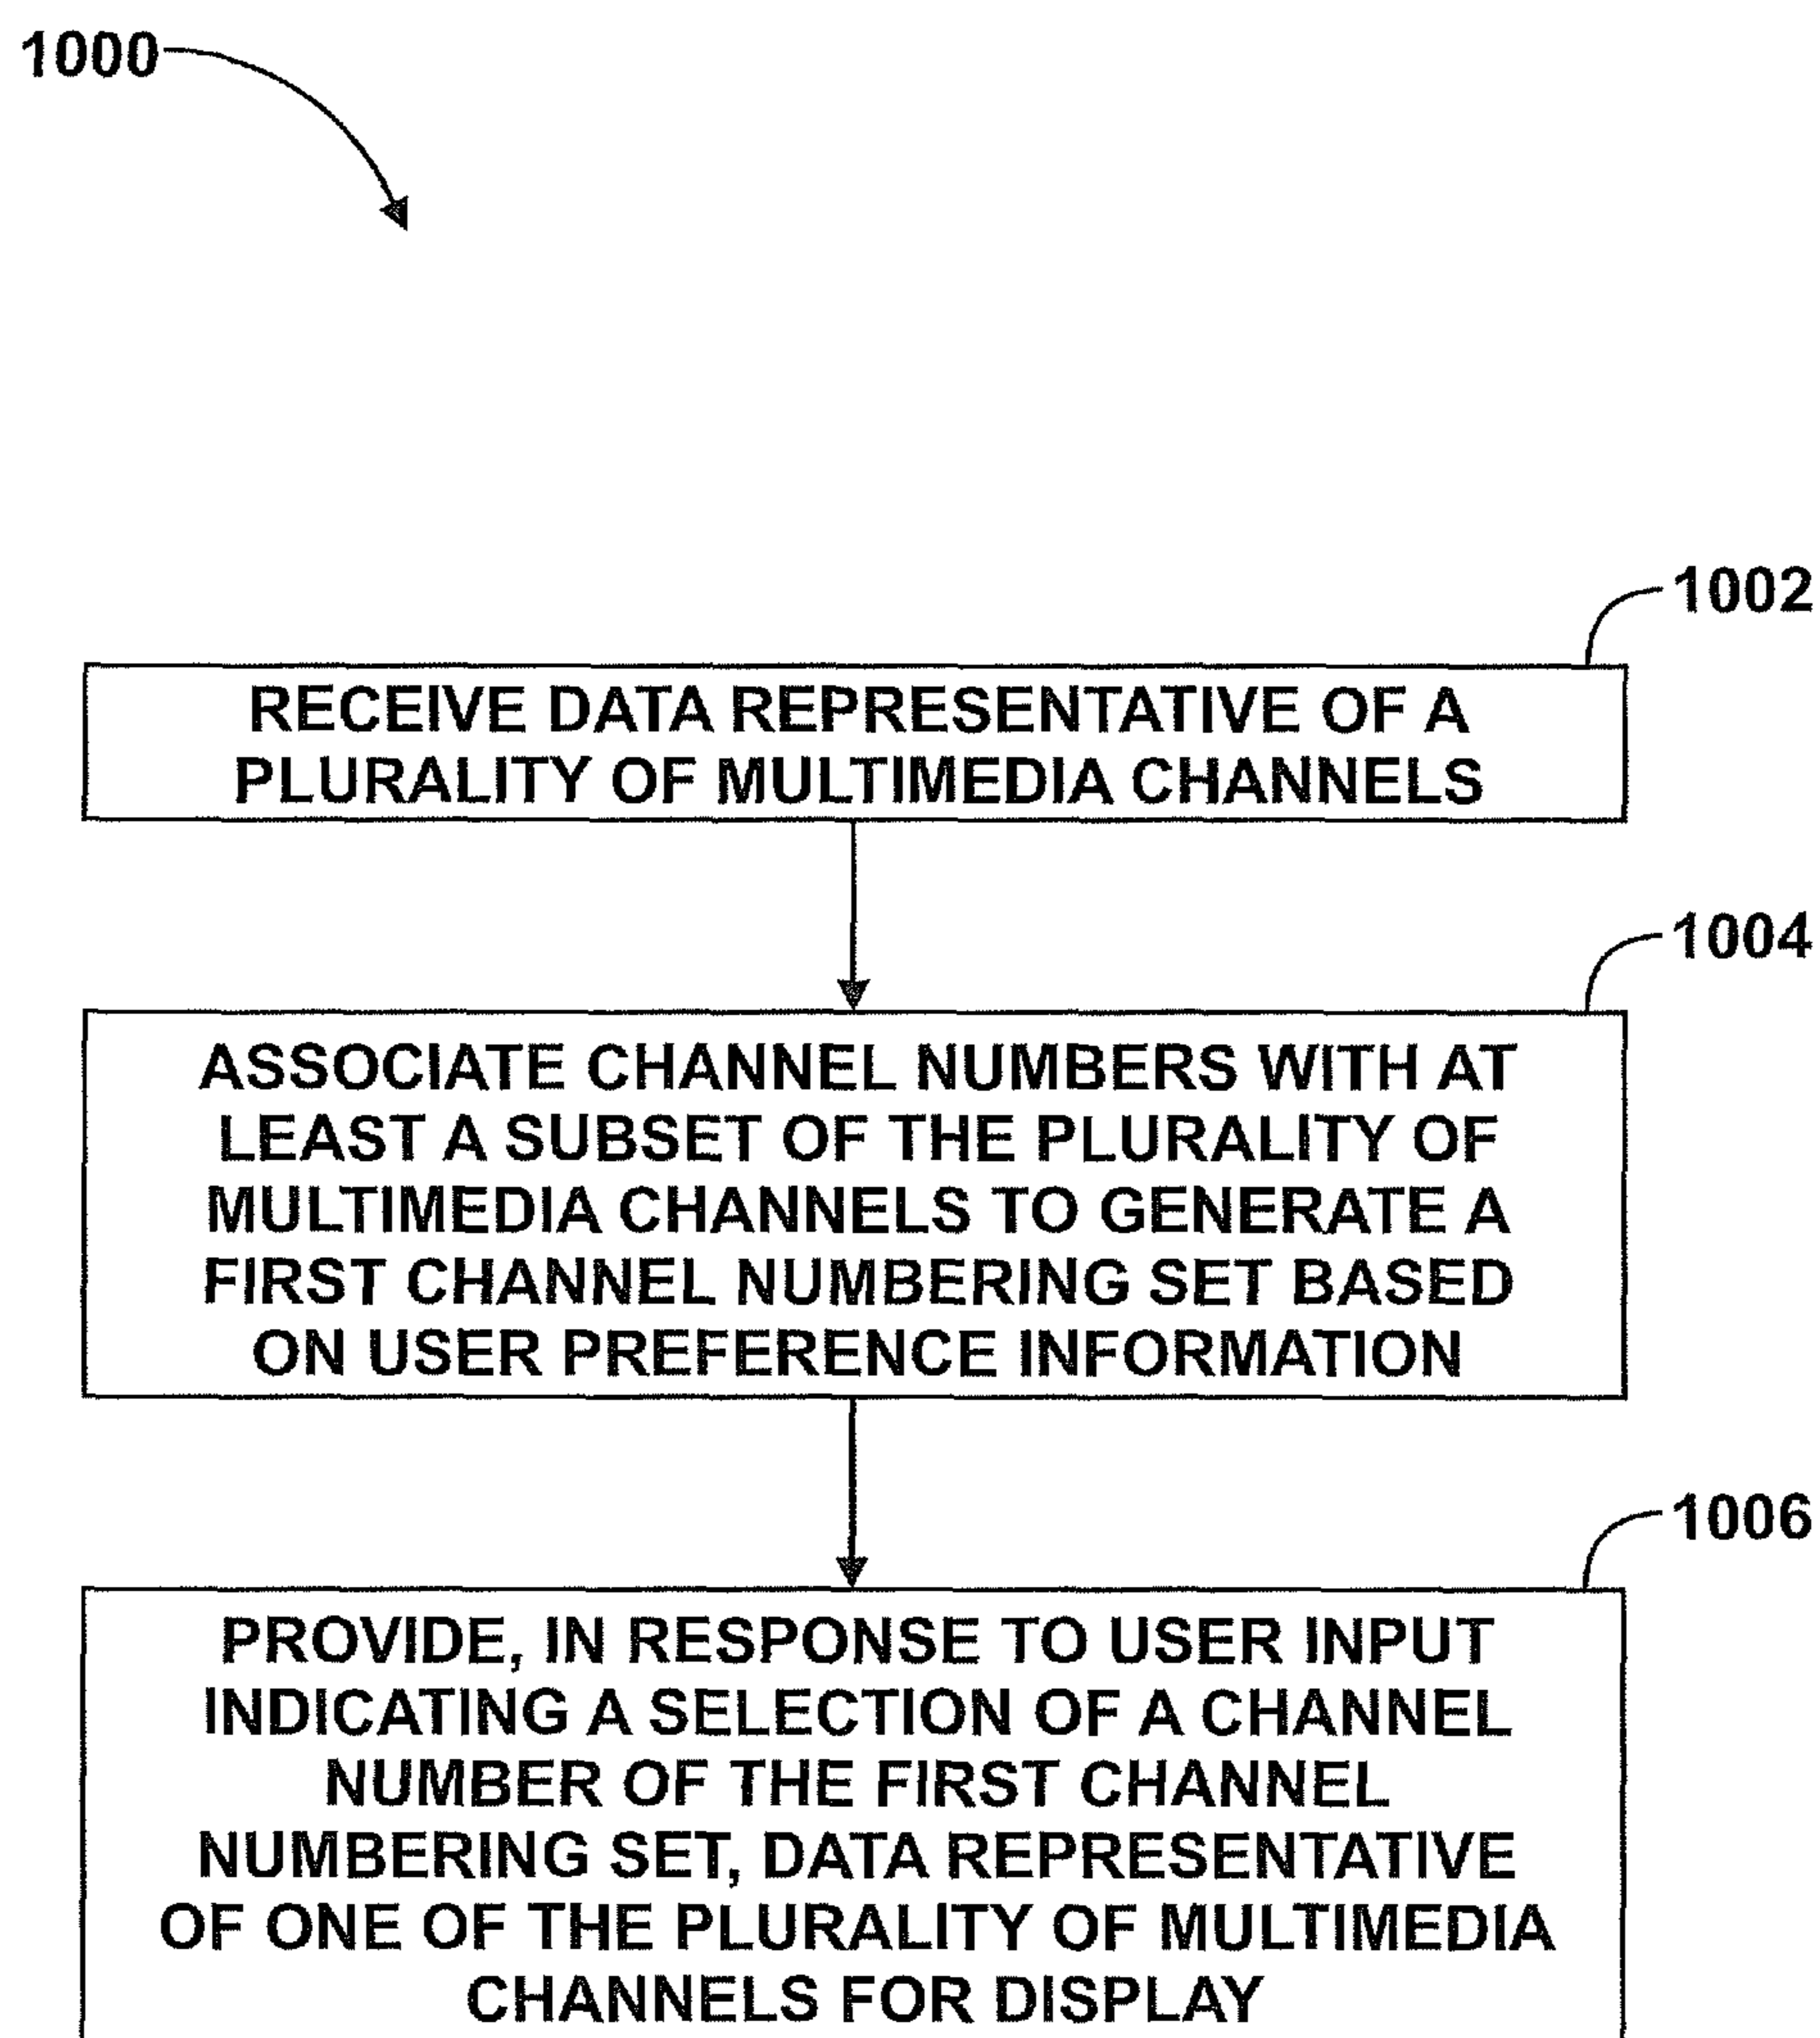 1000
1002
RECEIVE DATA REPRESENTATIVE OF A
PLURALITY OF MULTIMEDIA CHANNELS
1004
ASSOCIATE CHANNEL NUMBERS WITH AT
LEAST A SUBSET OF THE PLURALITY OF
MULTIMEDIA CHANNELS TO GENERATE A
FIRST CHANNEL NUMBERING SET BASED
ON USER PREFERENCE INFORMATION
1006
PROVIDE, IN RESPONSE TO USER INPUT
INDICATING A SELECTION OF A CHANNEL
NUMBER OF THE FIRST CHANNEL
NUMBERING SET, DATA REPRESENTATIVE
OF ONE OF THE PLURALITY OF MULTIMEDIA
CHANNELS FOR DISPLAY